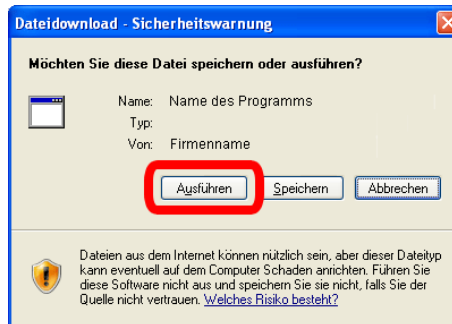 Dateidownload - Sicherheitswarnung
Möchten Sie diese Datei speichern oder ausführen?
Name: Name des Programms
Typ:
Von: Firmenname
Ausführen Speichern Abbrechen
Dateien aus dem Internet können nützlich sein, aber dieser Dateityp
kann eventuell auf dem Computer Schaden anrichten. Führen Sie
diese Software nicht aus und speichern Sie sie nicht, falls Sie der
Quelle nicht vertrauen. Welches Risiko besteht?